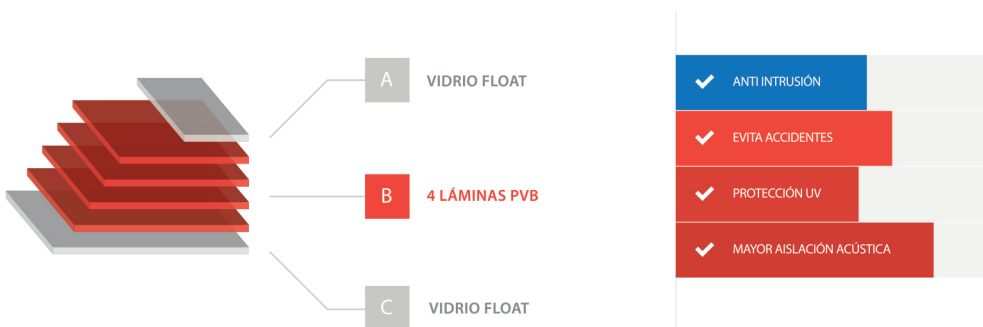 A
VIDRIO FLOAT
B
4 LÁMINAS PVB
C
VIDRIO FLOAT
ANTI INTRUSIÓN
EVITA ACCIDENTES
PROTECCIÓN UV
MAYOR AISLACIÓN ACÚSTICA